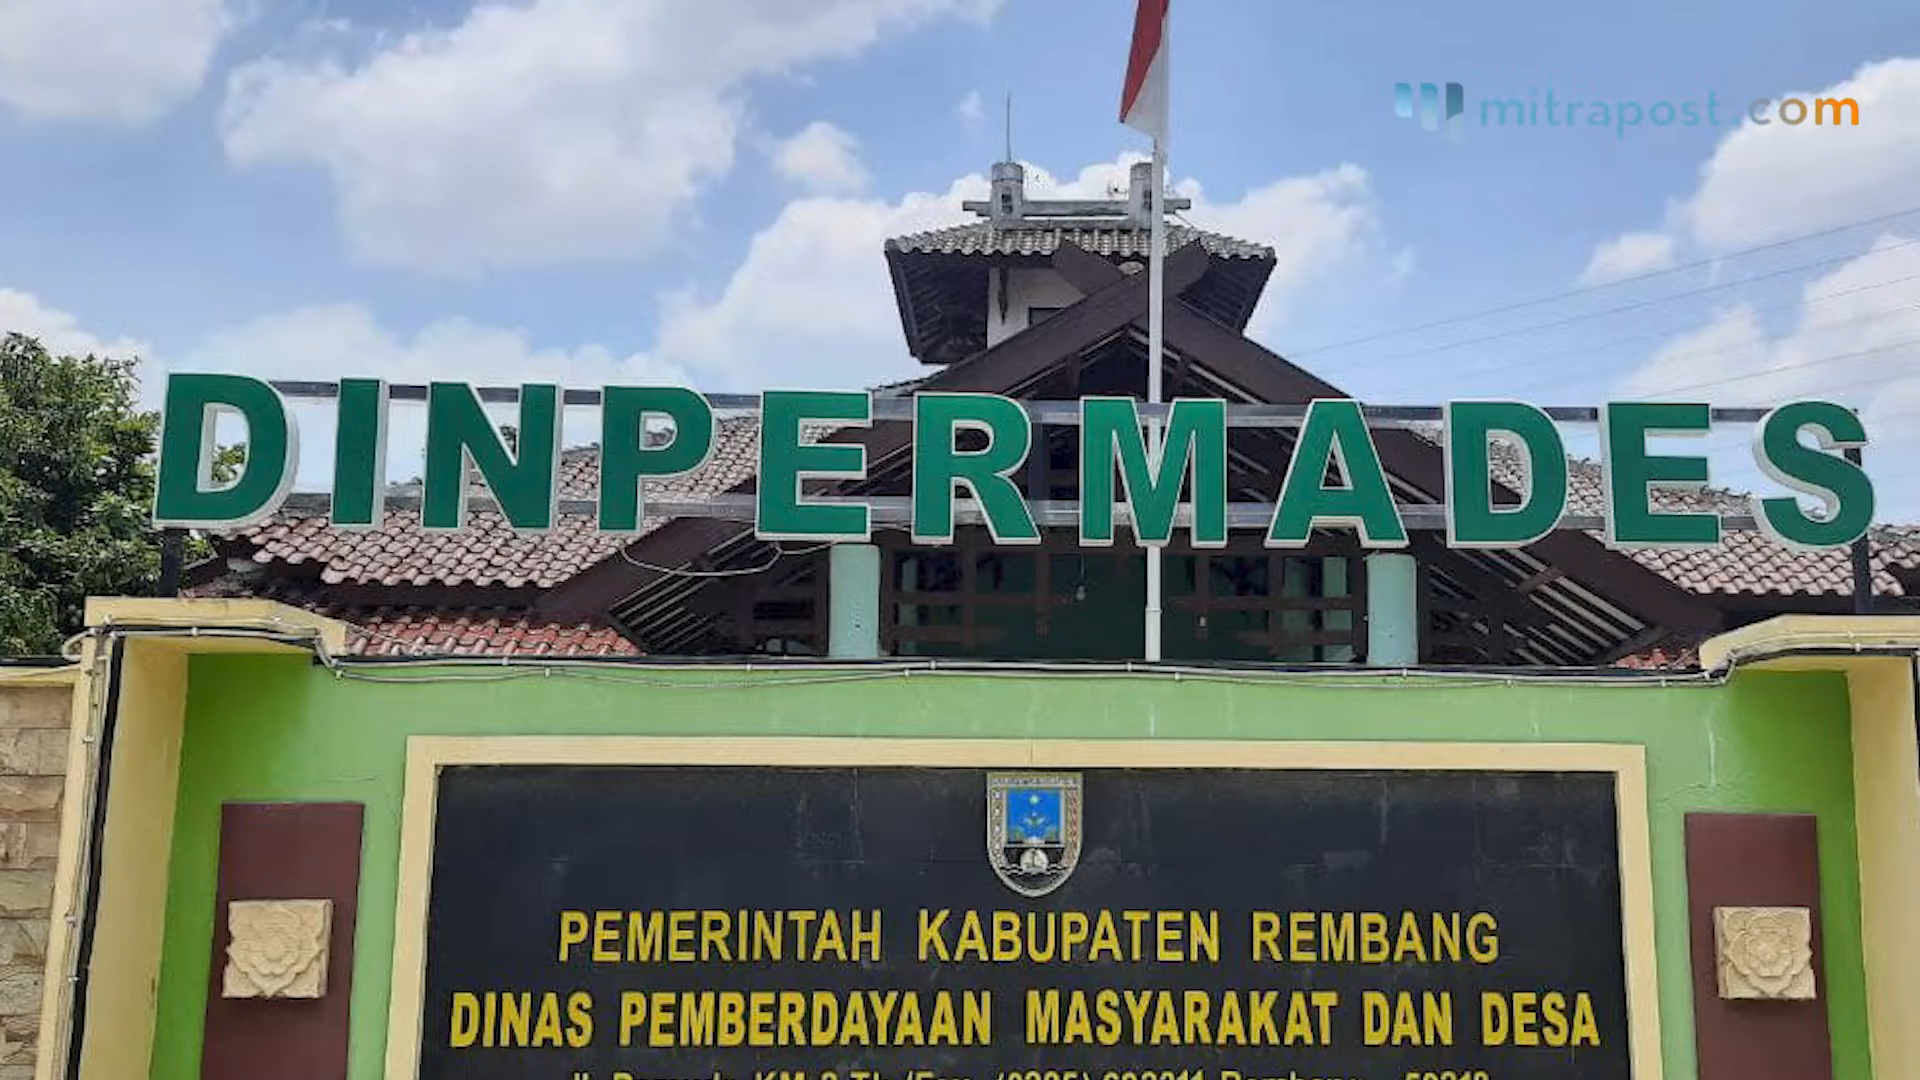 mitrapost.com
DINPERMADES
PEMERINTAH KABUPATEN REMBANG
DINAS PEMBERDAYAAN MASYARAKAT DAN DESA